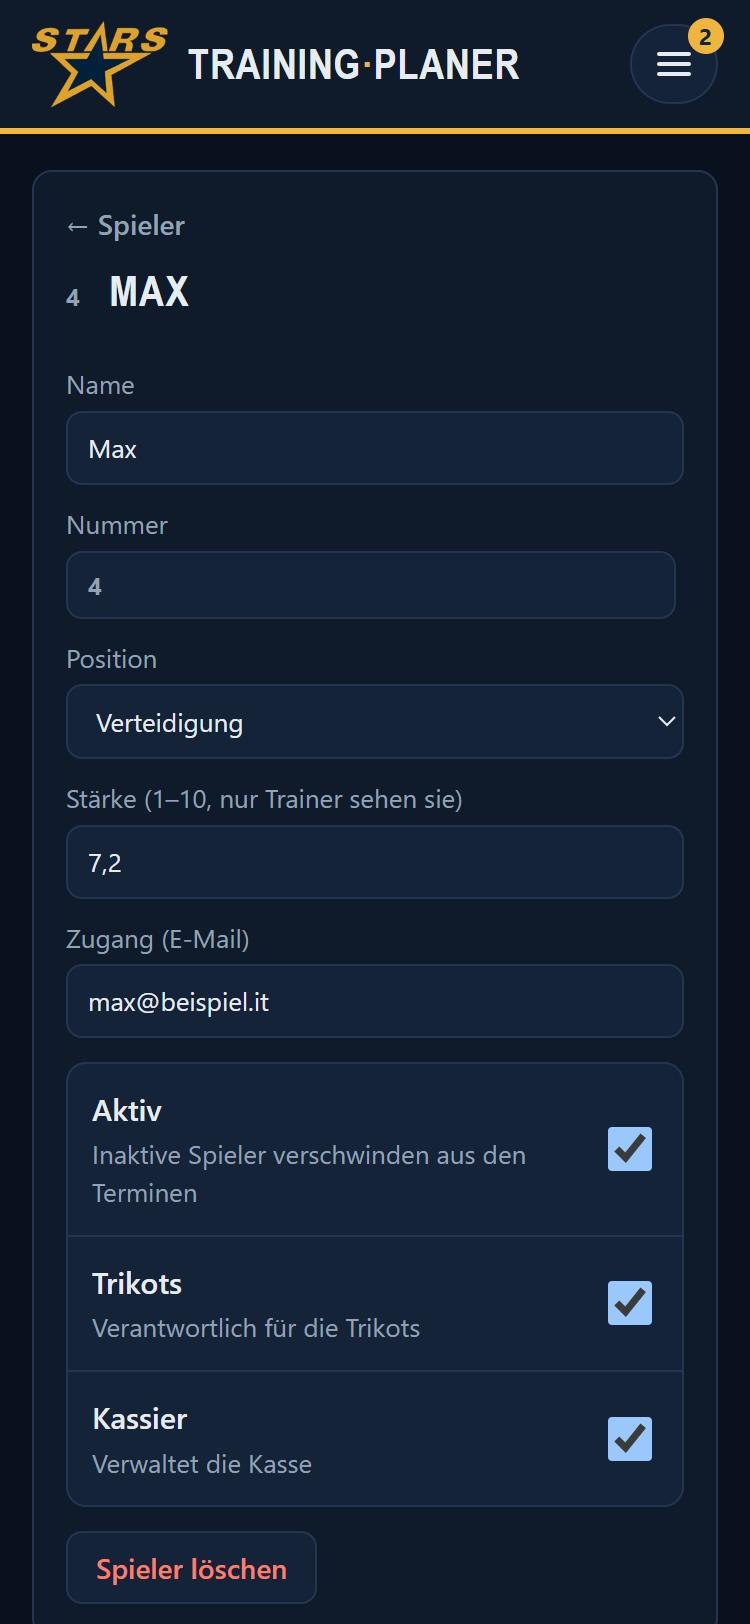 STARS
TRAINING·PLANER
2
← Spieler
4 MAX
Name
Max
Nummer
4
Position
Verteidigung
Stärke (1–10, nur Trainer sehen sie)
7,2
Zugang (E-Mail)
max@beispiel.it
Aktiv
Inaktive Spieler verschwinden aus den
Terminen
Trikots
Verantwortlich für die Trikots
Kassier
Verwaltet die Kasse
Spieler löschen